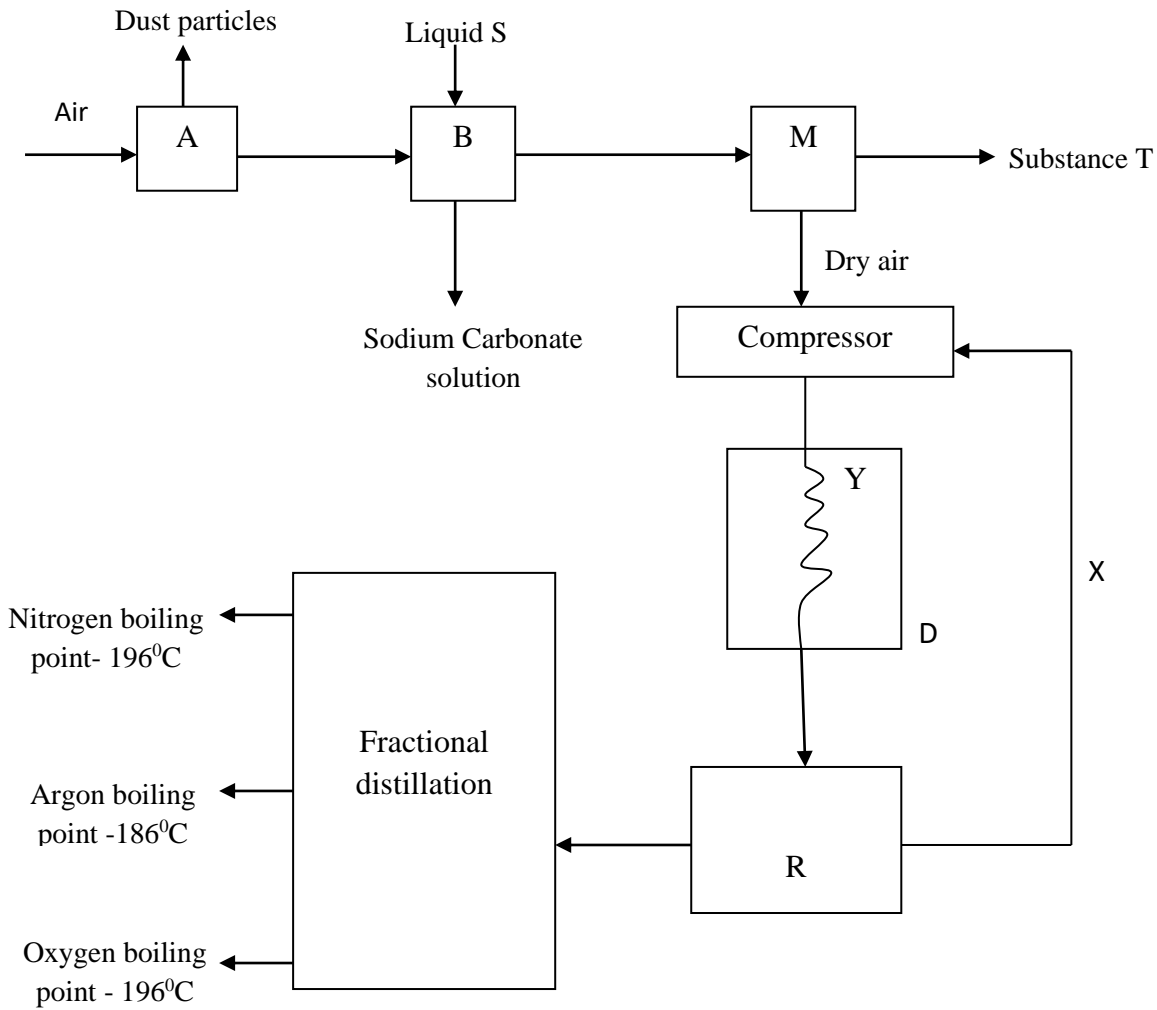 Dust particles
Liquid S
Air
A
B
M
Substance T
Dry air
Sodium Carbonate
solution
Compressor
Y
X
D
Nitrogen boiling
point- 196⁰C
Fractional
distillation
Argon boiling
point -186⁰C
R
Oxygen boiling
point - 196⁰C